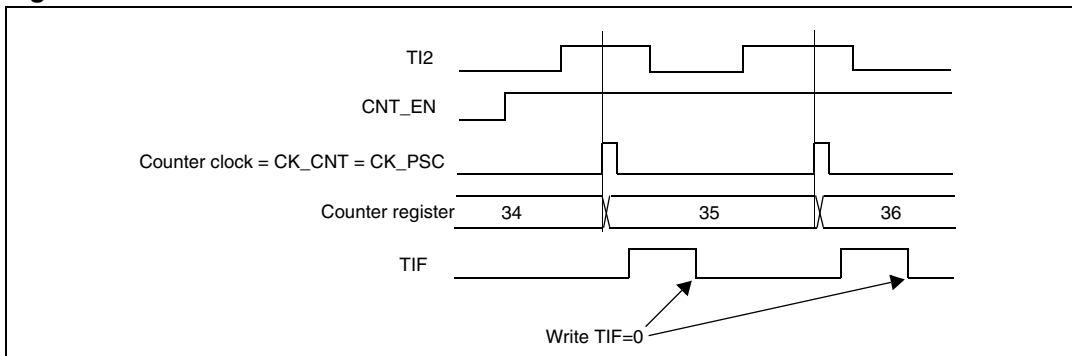 TI2
CNT_EN
Counter clock = CK_CNT = CK_PSC
Counter register 34 35 36
TIF
Write TIF=0